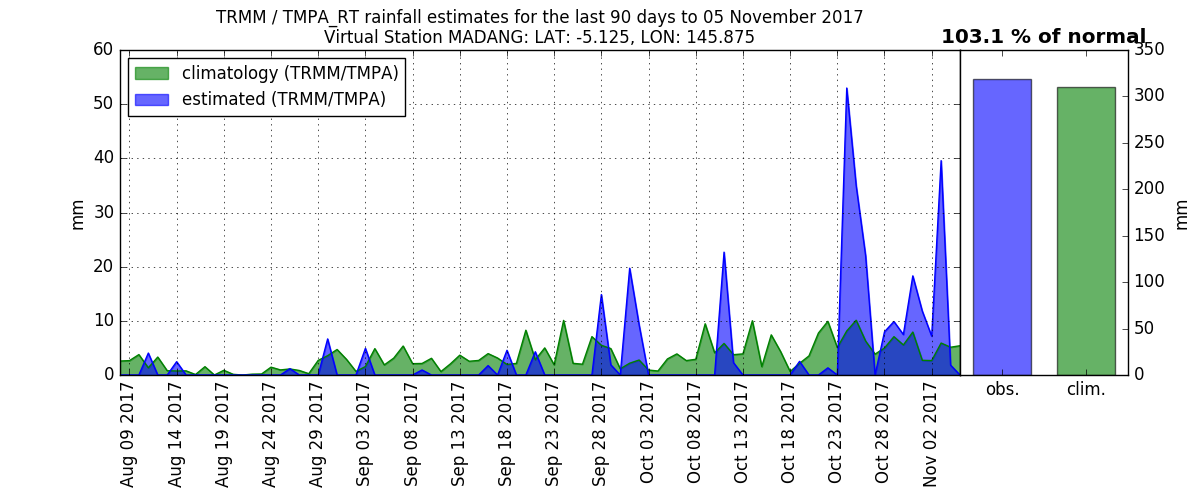 TRMM / TMPA_RT rainfall estimates for the last 90 days to 05 November 2017
Virtual Station MADANG: LAT: -5.125, LON: 145.875
103.1 % of normal
climatology (TRMM/TMPA)
estimated (TRMM/TMPA)
60
50
40
30
20
10
0
mm
Aug 09 2017
Aug 14 2017
Aug 19 2017
Aug 24 2017
Aug 29 2017
Sep 03 2017
Sep 08 2017
Sep 13 2017
Sep 18 2017
Sep 23 2017
Sep 28 2017
Oct 03 2017
Oct 08 2017
Oct 13 2017
Oct 18 2017
Oct 23 2017
Oct 28 2017
Nov 02 2017
obs.
clim.
350
300
250
200
150
100
50
0
mm